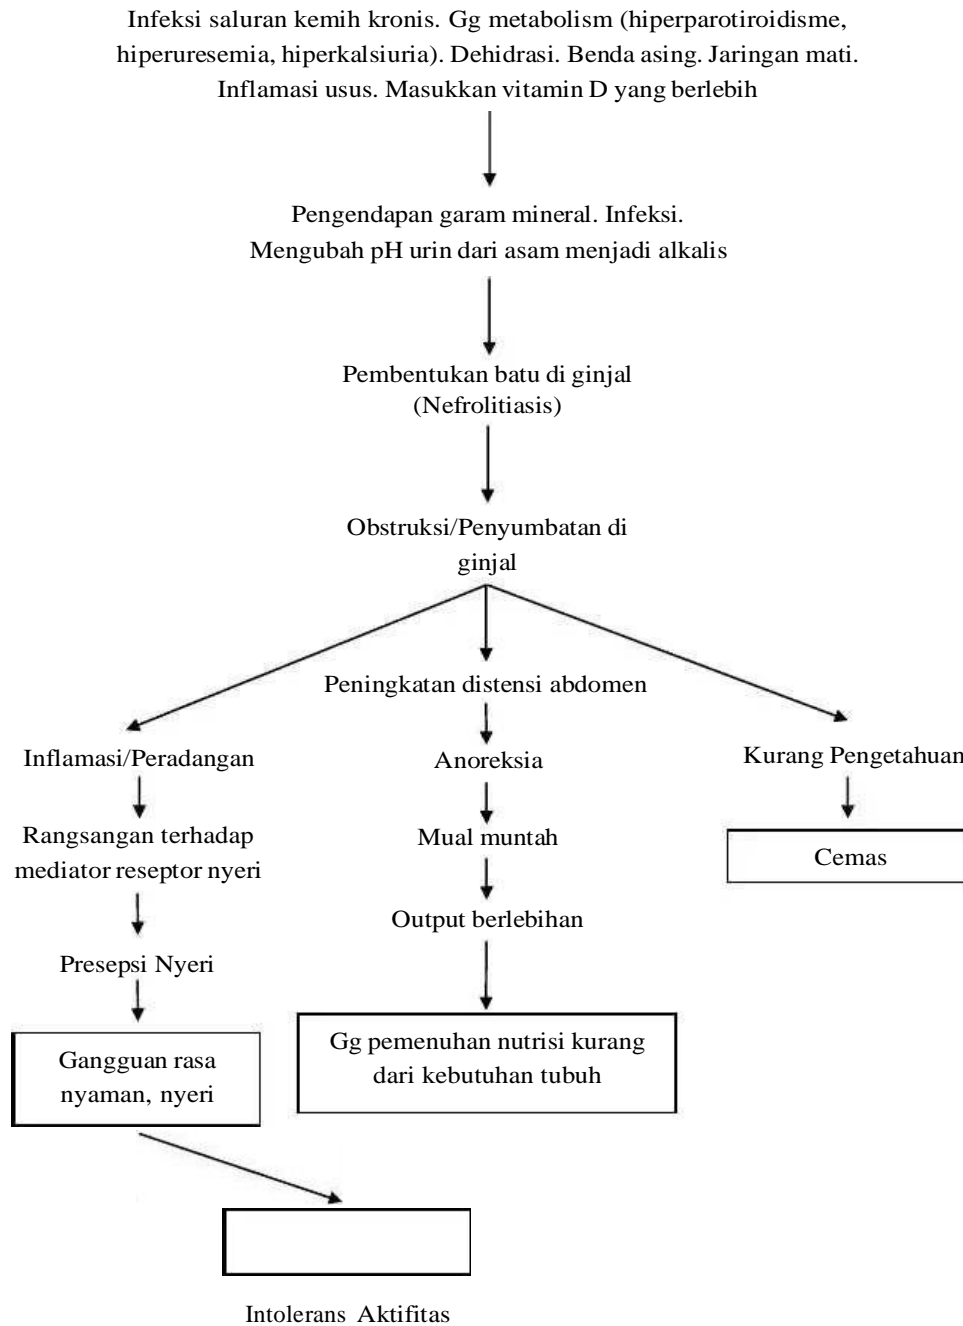 Infeksi saluran kemih kronis. Gg metabolism (hiperparotiroidisme,
hiperuresemia, hiperkalsiuria). Dehidrasi. Benda asing. Jaringan mati.
Inflamasi usus. Masukkan vitamin D yang berlebih
Pengendapan garam mineral. Infeksi.
Mengubah pH urin dari asam menjadi alkalis
Pembentukan batu di ginjal
(Nefrolitiasis)
Obstruksi/Penyumbatan di
ginjal
Inflamasi/Peradangan
Rangsangan terhadap
mediator reseptor nyeri
Presepsi Nyeri
Gangguan rasa
nyaman, nyeri
Peningkatan distensi abdomen
Anoreksia
Mual muntah
Output berlebihan
Gg pemenuhan nutrisi kurang
dari kebutuhan tubuh
Kurang Pengetahuan
Cemas
Intolerans Aktifitas